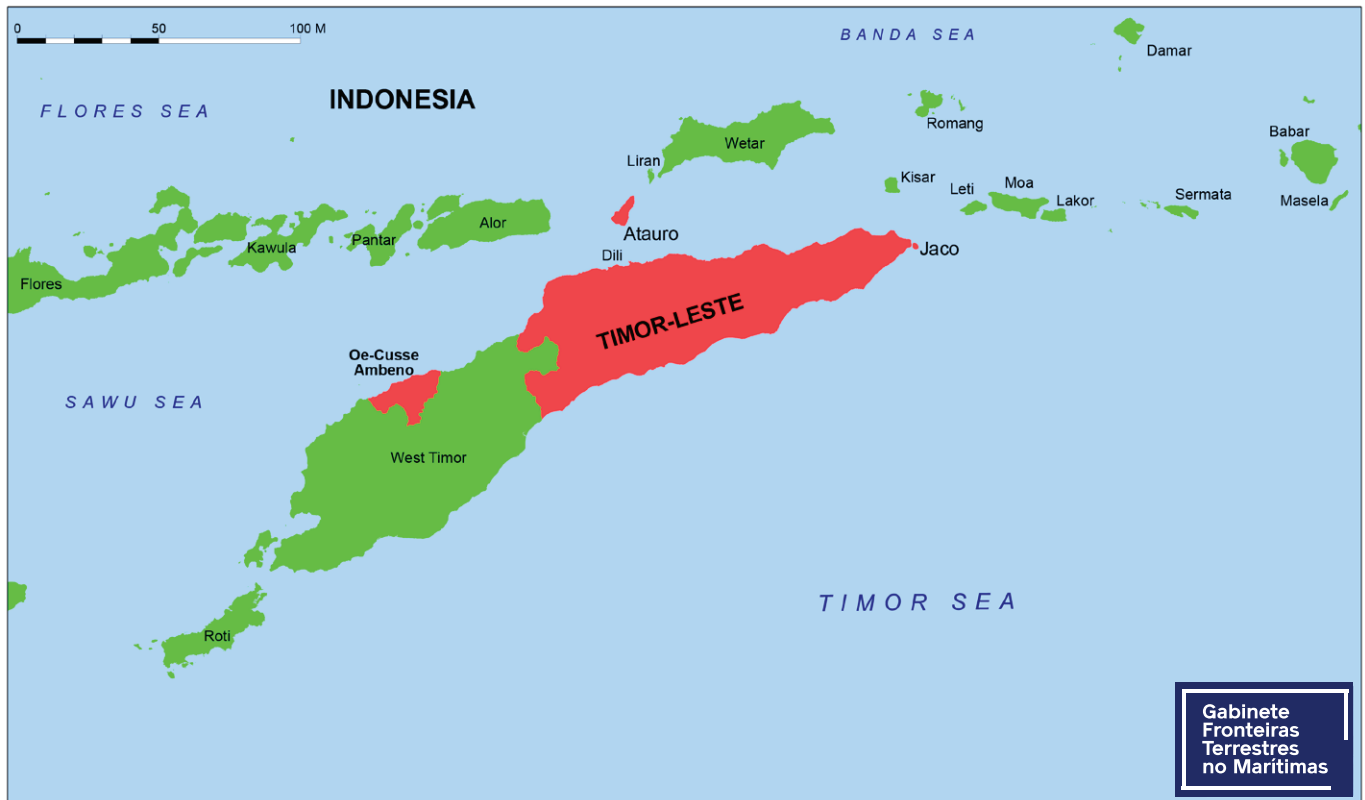 0 50 100 M
BANDA SEA
Damar
FLORES SEA
INDONESIA
Romang
Wetar
Babar
Liran
Kisar
Leti
Moa
Lakor
Sermata
Masela
Alor
Pantar
Kawula
Atauro
Dili
Jaco
Flores
TIMOR-LESTE
Oe-Cusse
Ambeno
SAWU SEA
West Timor
TIMOR SEA
Roti
Gabinete
Fronteiras
Terrestres
no Marítimas